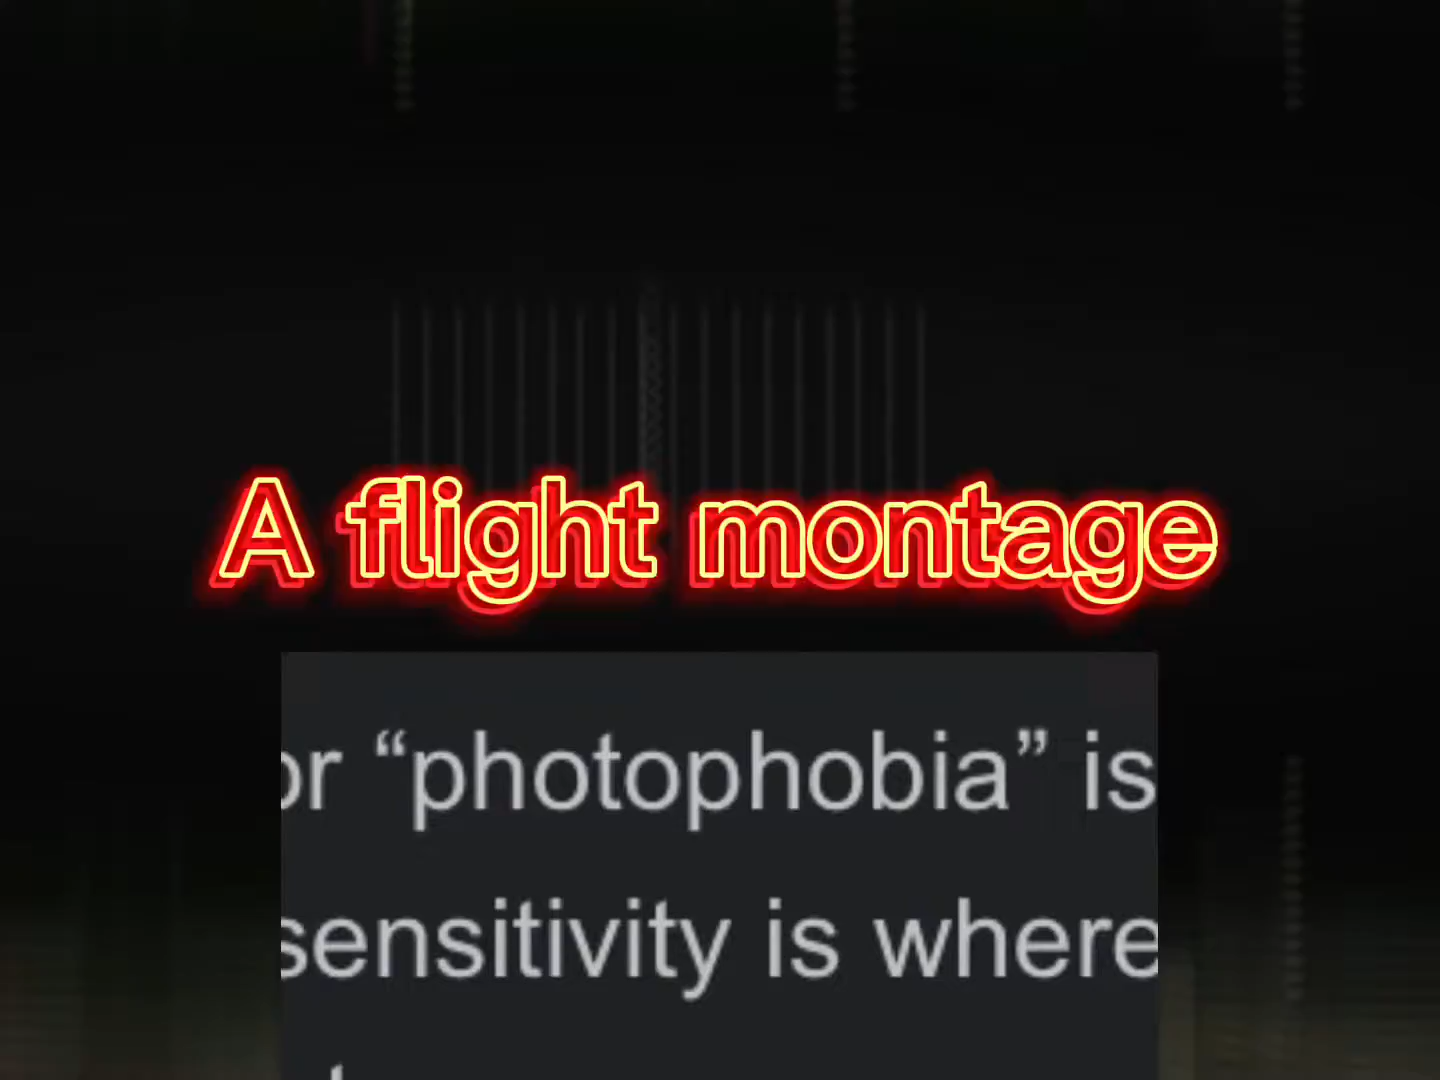 A flight montage
or “photophobia” is
sensitivity is where